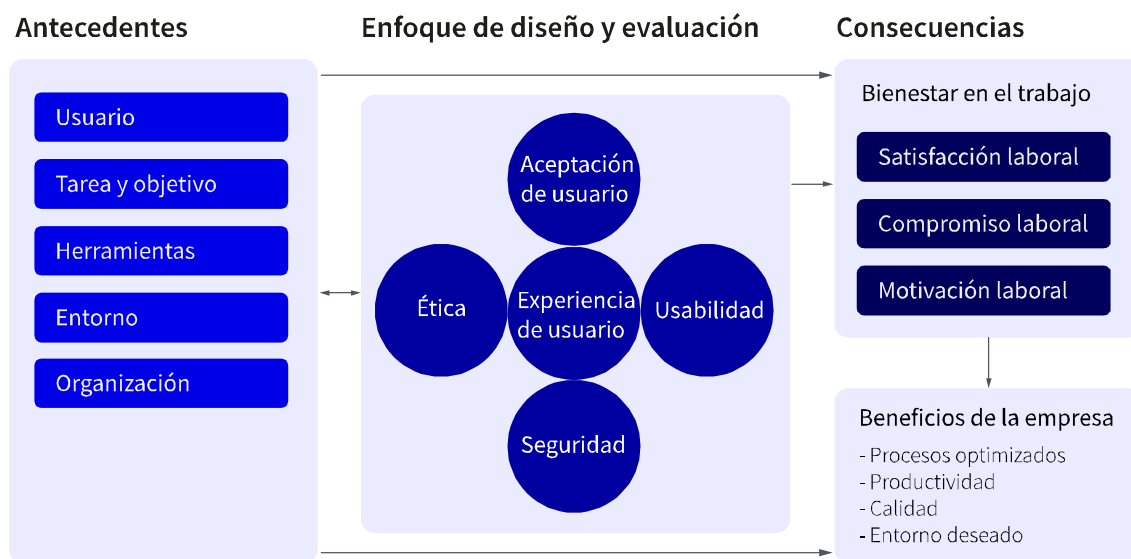 Antecedentes
Usuario
Tarea y objetivo
Herramientas
Entorno
Organización
Enfoque de diseño y evaluación
Aceptación
de usuario
Ética
Experiencia
de usuario
Usabilidad
Seguridad
Consecuencias
Bienestar en el trabajo
Satisfacción laboral
Compromiso laboral
Motivación laboral
Beneficios de la empresa
- Procesos optimizados
- Productividad
- Calidad
- Entorno deseado